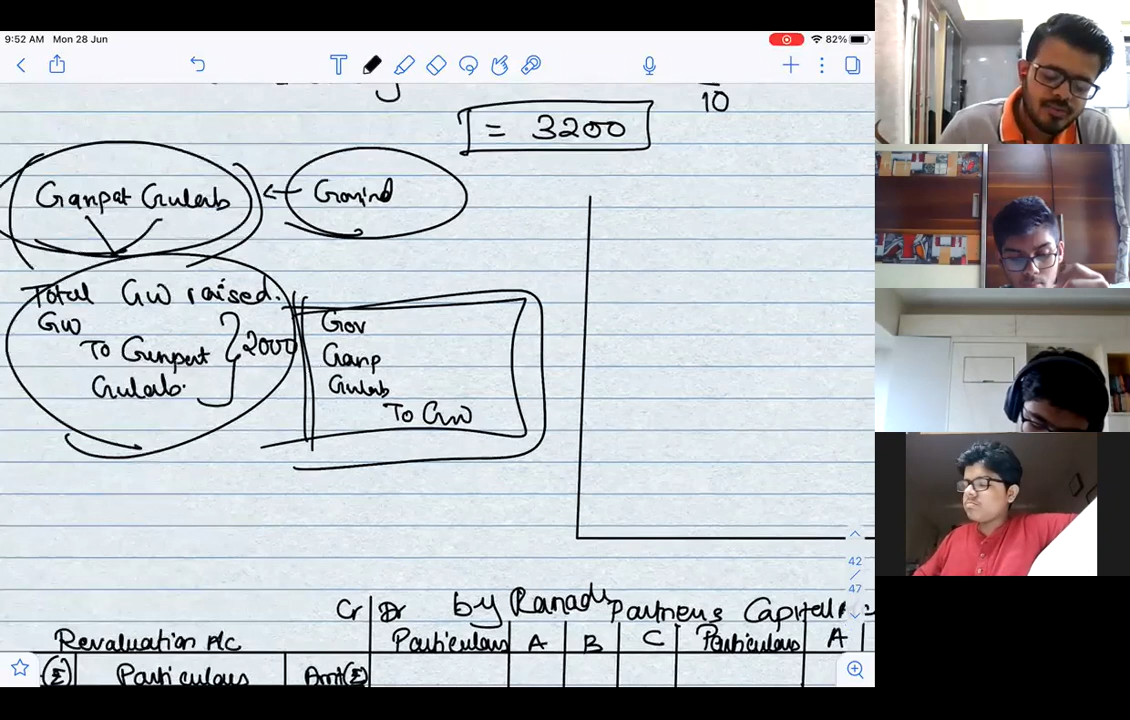 9:52 AM Mon 28 Jun
82%
10
= 3200
Ganpat Gulab ← Govind
Total GW raised.
GW
To Gunpat
Gulab.
2000
Gov
Ganp
Gulab
To GW
42
/
47
by Ranade
Cr Dr Partners Capital
Revaluation A/c Particulars A B C Particulars A
(₹) Particulars Amt(₹)